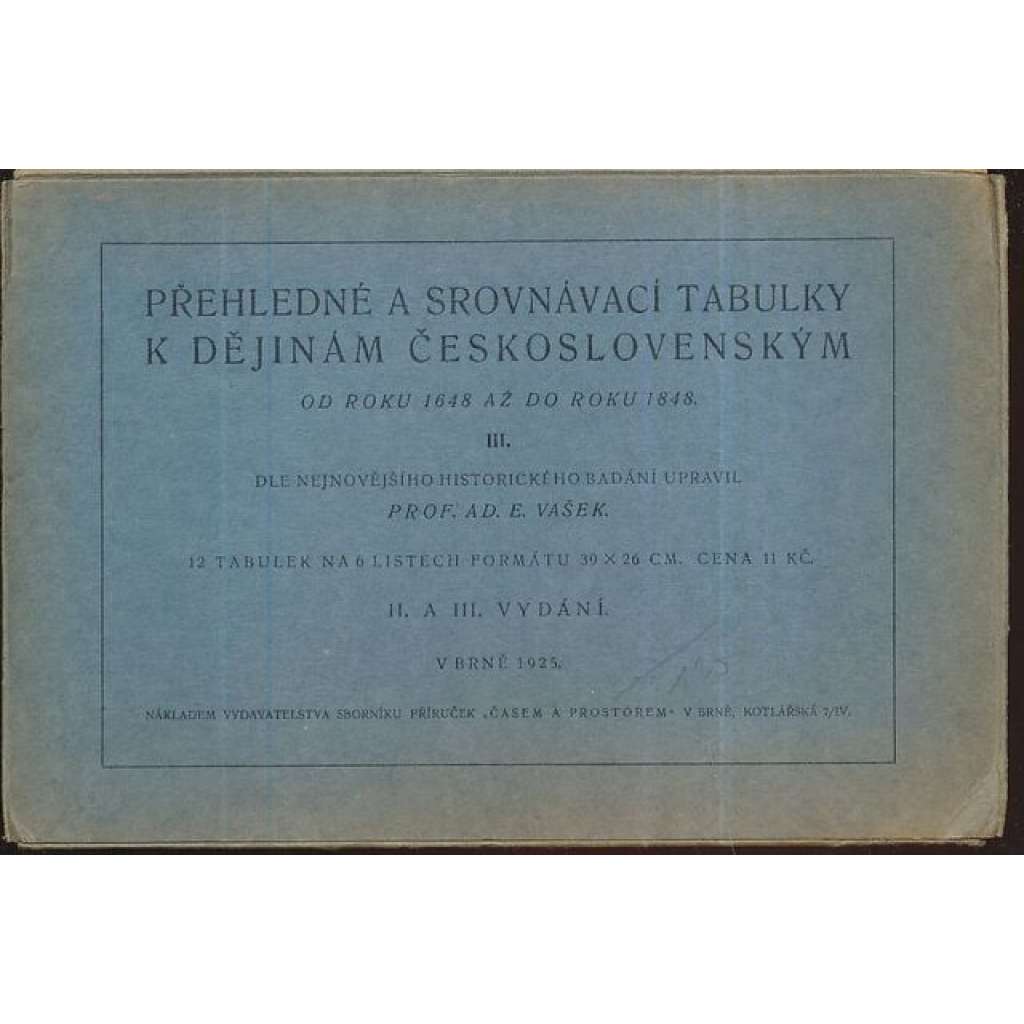 PŘEHLEDNÉ A SROVNÁVACÍ TABULKY
K DĚJINÁM ČESKOSLOVENSKÝM
OD ROKU 1648 AŽ DO ROKU 1848.
III.
DLE NEJNOVĚJŠÍHO HISTORICKÉHO BADÁNÍ UPRAVIL
PROF. AD. E. VAŠEK.
12 TABULEK NA 6 LISTECH FORMÁTU 39 × 26 CM. CENA 11 KČ.
II. A III. VYDÁNÍ.
V BRNĚ 1925.
NÁKLADEM VYDAVATELSTVA SBORNÍKU PŘÍRUČEK „ČASEM A PROSTOREM“ V BRNĚ, KOTLÁŘSKÁ 7/IV.